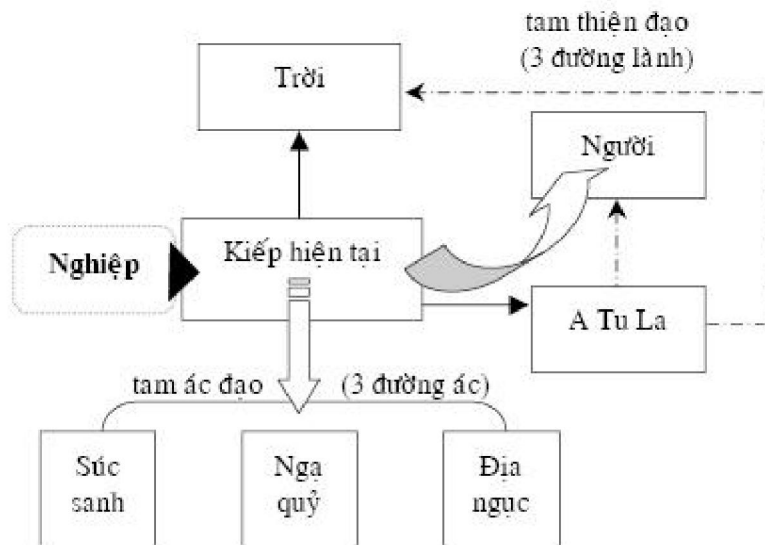 tam thiện đạo
(3 đường lành)
Trời
Người
Nghiệp
Kiếp hiện tại
A Tu La
tam ác đạo
(3 đường ác)
Súc
sanh
Ngạ
quỷ
Địa
ngục